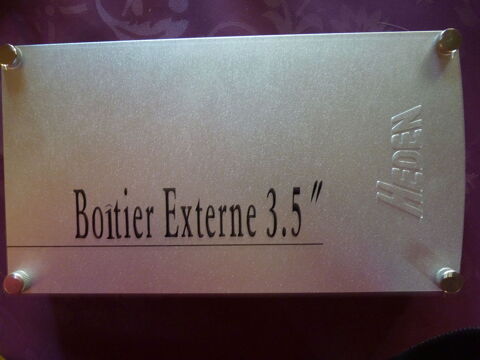 Boîtier Externe 3.5"
HEDEN